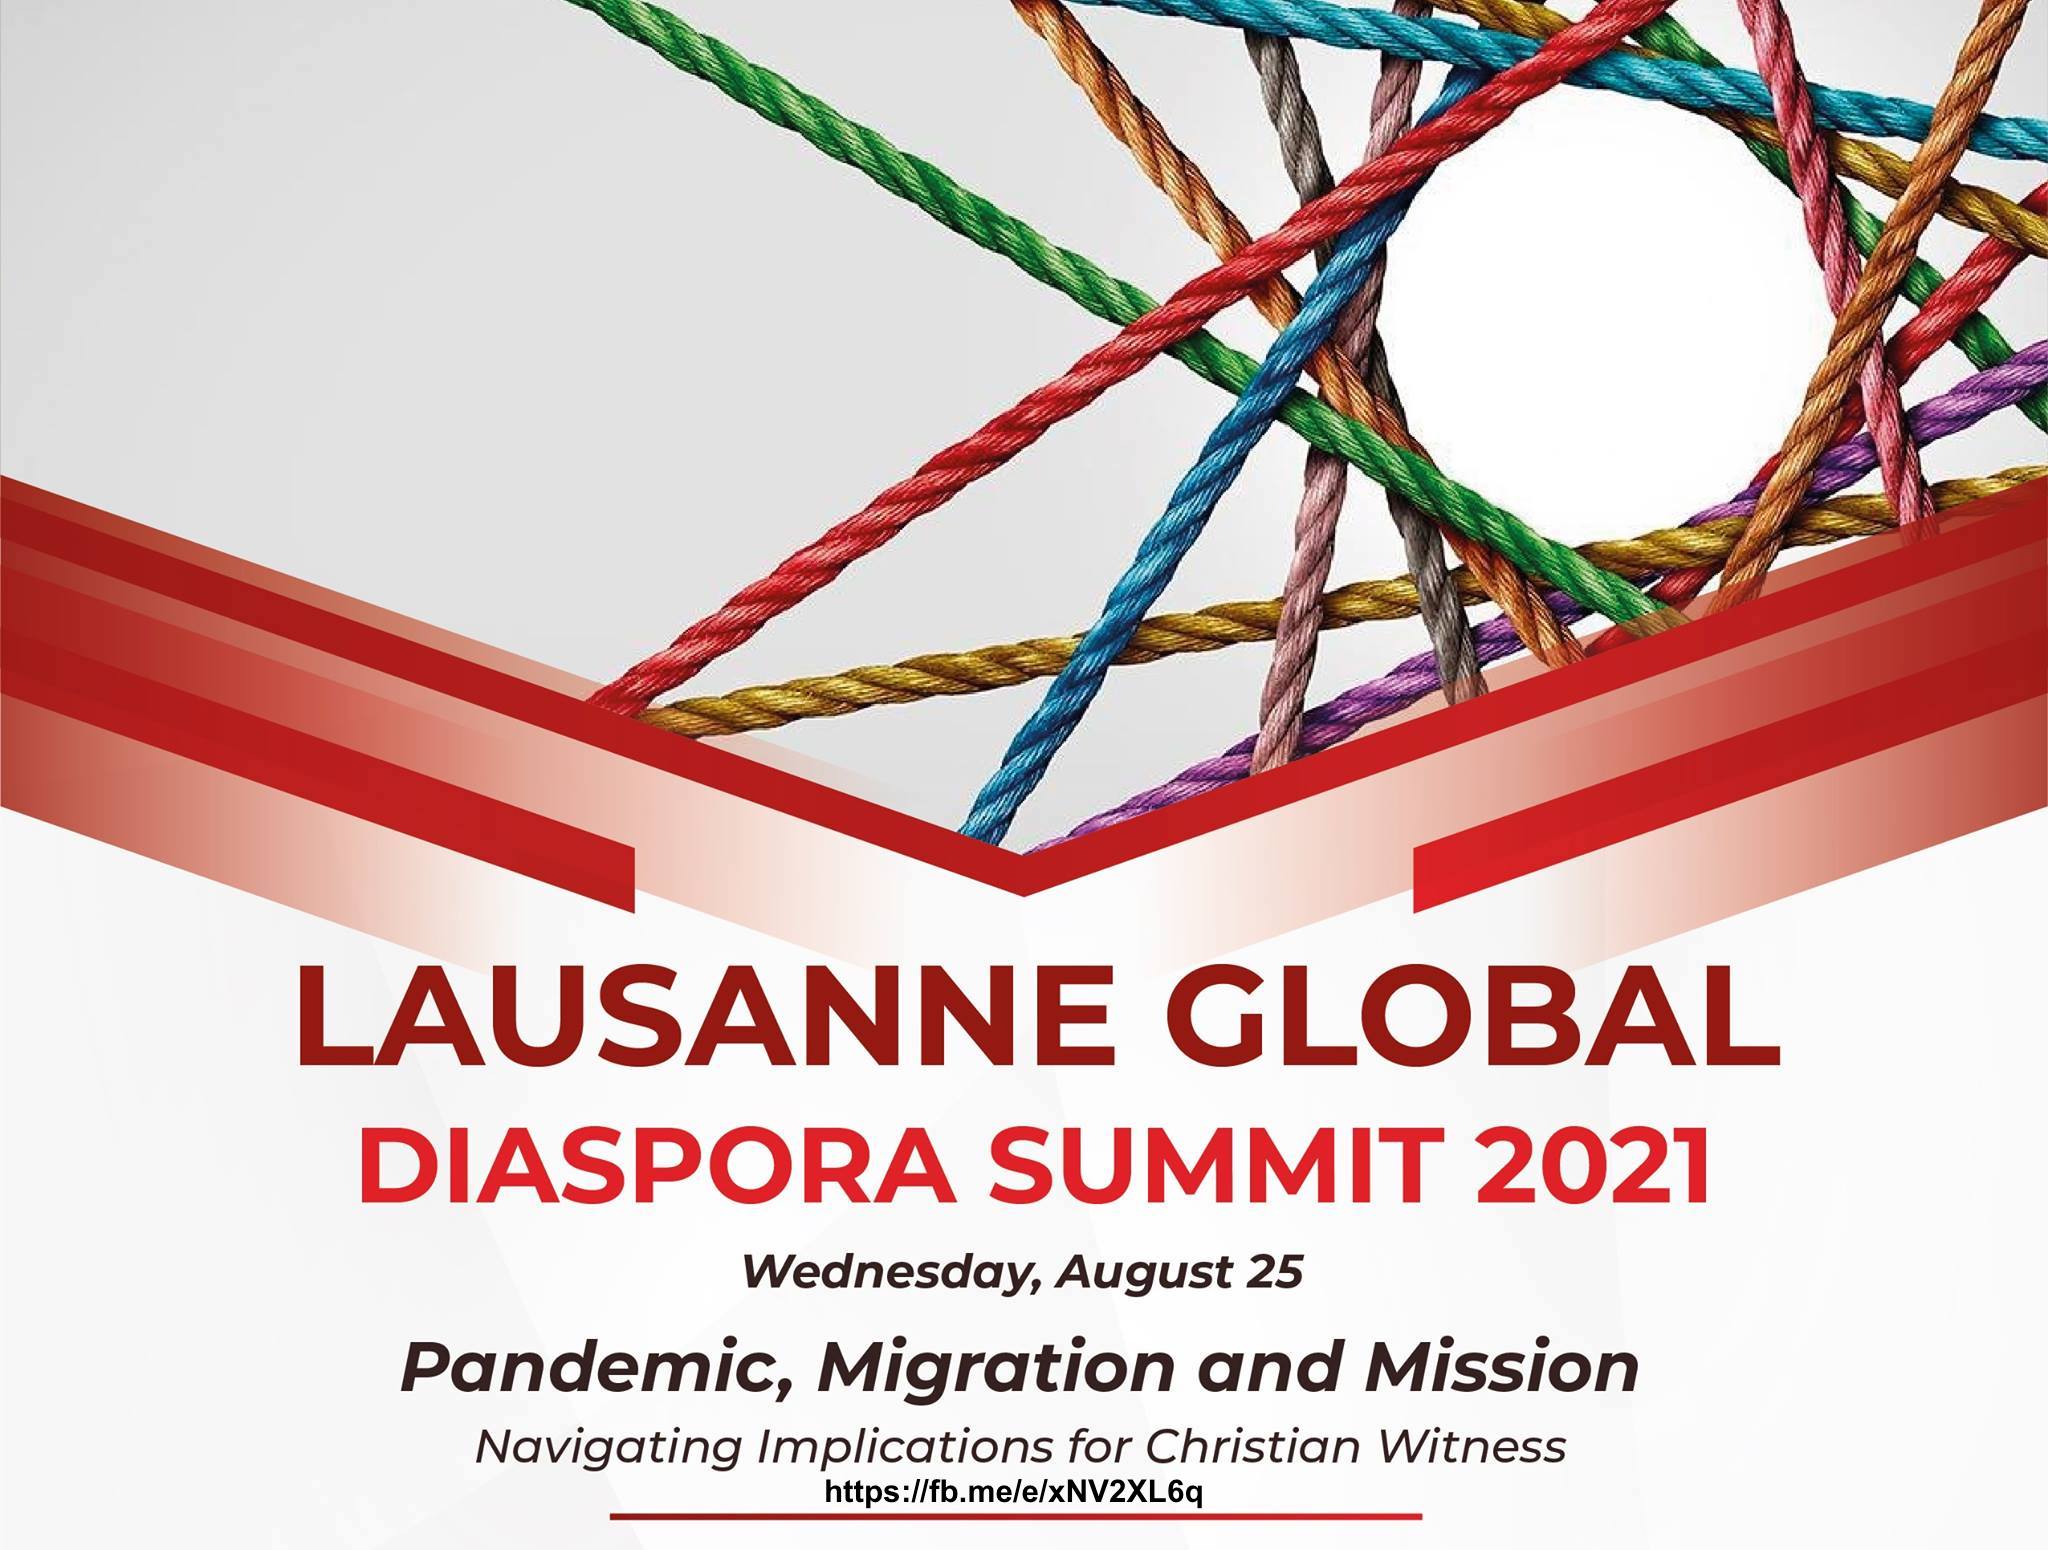 LAUSANNE GLOBAL
DIASPORA SUMMIT 2021
Wednesday, August 25
Pandemic, Migration and Mission
Navigating Implications for Christian Witness
https://fb.me/e/xNV2XL6q